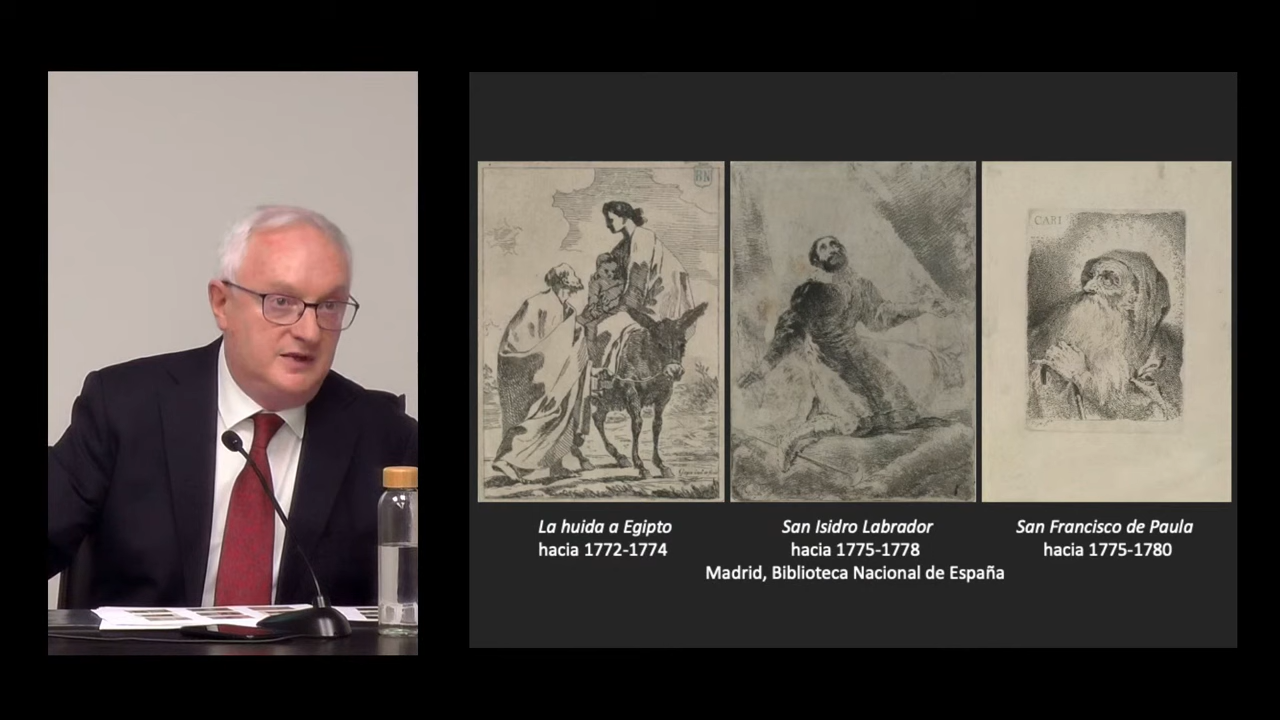 BN
CARI
La huida a Egipto
hacia 1772-1774
San Isidro Labrador
hacia 1775-1778
San Francisco de Paula
hacia 1775-1780
Madrid, Biblioteca Nacional de España